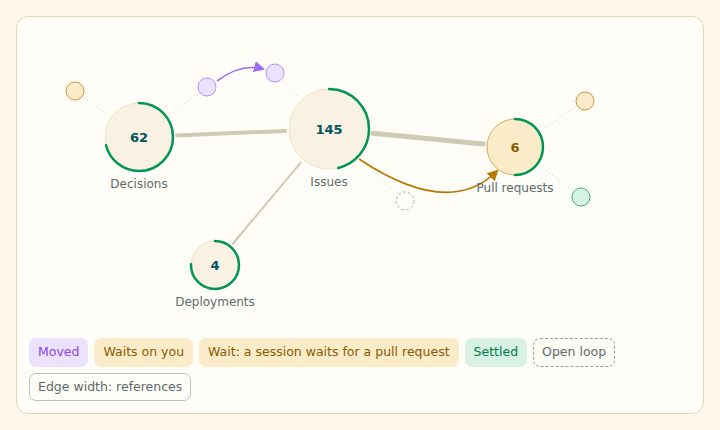 62
Decisions
145
Issues
6
Pull requests
4
Deployments
Moved
Waits on you
Wait: a session waits for a pull request
Settled
Open loop
Edge width: references